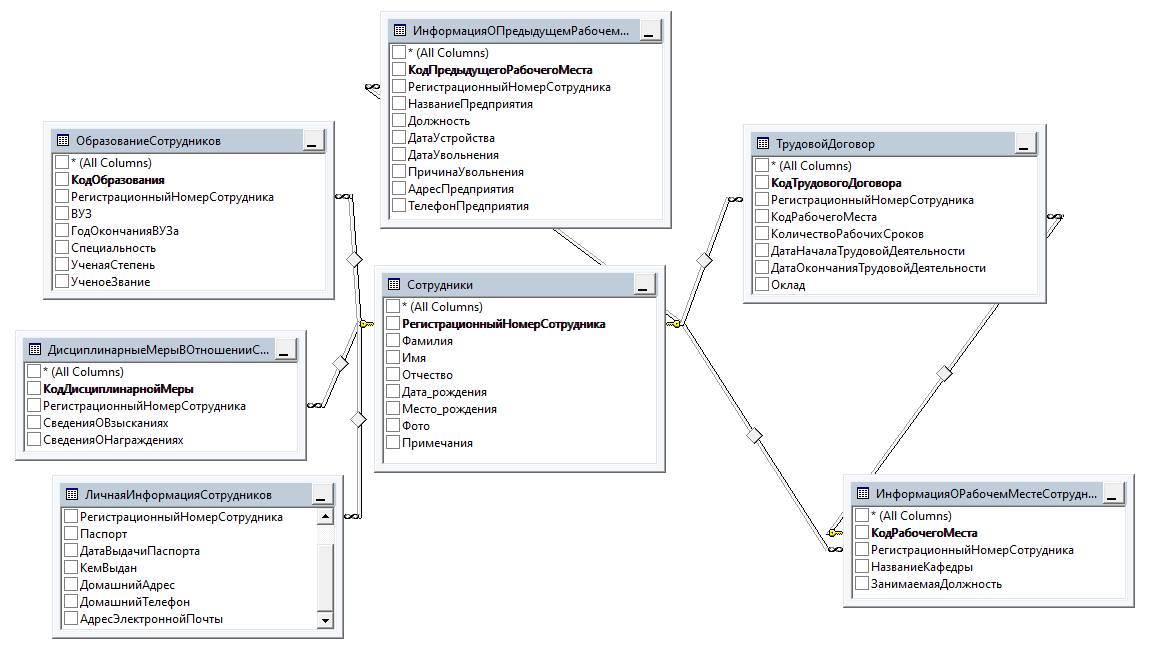 ИнформацияОПредыдущемРабочем...
* (All Columns)
КодПредыдущегоРабочегоМеста
РегистрационныйНомерСотрудника
НазваниеПредприятия
Должность
ДатаУстройства
ДатаУвольнения
ПричинаУвольнения
АдресПредприятия
ТелефонПредприятия
ОбразованиеСотрудников
* (All Columns)
КодОбразования
РегистрационныйНомерСотрудника
ВУЗ
ГодОкончанияВУЗа
Специальность
УченаяСтепень
УченоеЗвание
ТрудовойДоговор
* (All Columns)
КодТрудовогоДоговора
РегистрационныйНомерСотрудника
КодРабочегоМеста
КоличествоРабочихСроков
ДатаНачалаТрудовойДеятельности
ДатаОкончанияТрудовойДеятельности
Оклад
Сотрудники
* (All Columns)
РегистрационныйНомерСотрудника
Фамилия
Имя
Отчество
Дата_рождения
Место_рождения
Фото
Примечания
ДисциплинарныеМерыВОтношенииС...
* (All Columns)
КодДисциплинарнойМеры
РегистрационныйНомерСотрудника
СведенияОВзысканиях
СведенияОНаграждениях
ЛичнаяИнформацияСотрудников
РегистрационныйНомерСотрудника
Паспорт
ДатаВыдачиПаспорта
КемВыдан
ДомашнийАдрес
ДомашнийТелефон
АдресЭлектроннойПочты
ИнформацияОРабочемМестеСотрудн...
* (All Columns)
КодРабочегоМеста
РегистрационныйНомерСотрудника
НазваниеКафедры
ЗанимаемаяДолжность